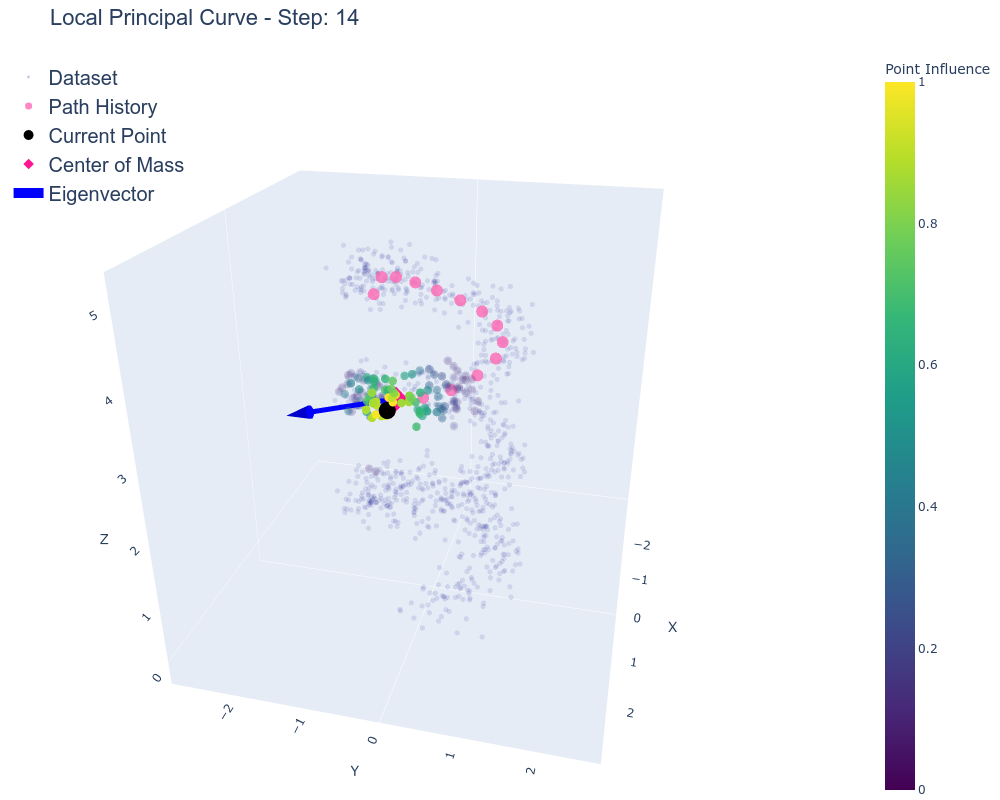 Local Principal Curve - Step: 14
Dataset
Path History
Current Point
Center of Mass
Eigenvector
Point Influence
1
0.8
0.6
0.4
0.2
0
5
4
3
2
1
0
Z
−2
−1
0
1
2
Y
−2
−1
0
1
2
X